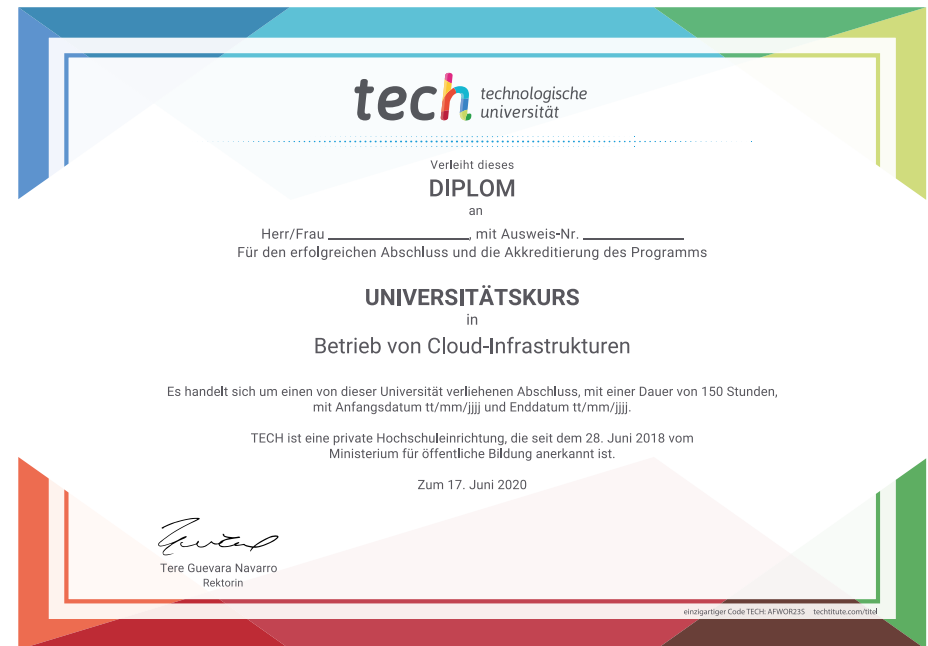 tech technologische
universität
Verleiht dieses
DIPLOM
an
Herr/Frau ____________________, mit Ausweis-Nr. ______________
Für den erfolgreichen Abschluss und die Akkreditierung des Programms
UNIVERSITÄTSKURS
in
Betrieb von Cloud-Infrastrukturen
Es handelt sich um einen von dieser Universität verliehenen Abschluss, mit einer Dauer von 150 Stunden,
mit Anfangsdatum tt/mm/jjjj und Enddatum tt/mm/jjjj.
TECH ist eine private Hochschuleinrichtung, die seit dem 28. Juni 2018 vom
Ministerium für öffentliche Bildung anerkannt ist.
Zum 17. Juni 2020
Tere Guevara Navarro
Rektorin
einzigartiger Code TECH: AFWOR23S techtitute.com/titel